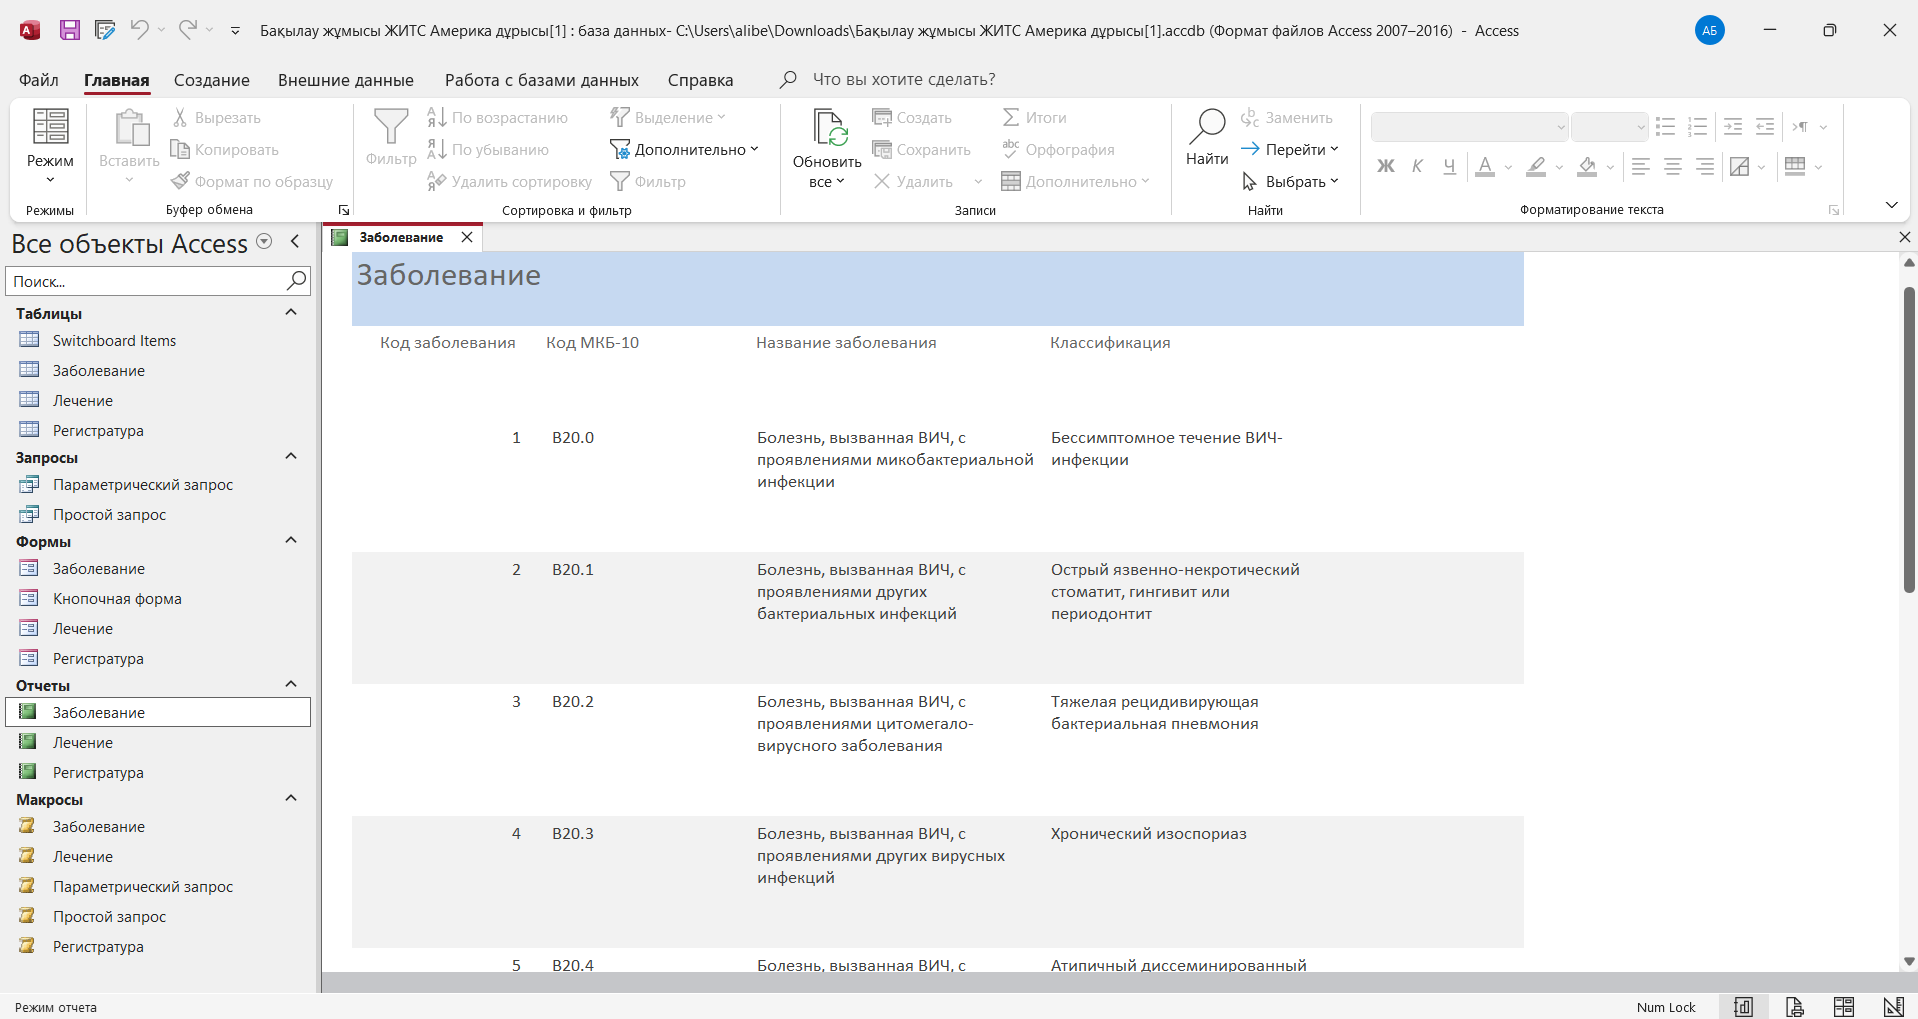 Бақылау жұмысы ЖИТС Америка дұрысы[1] : база данных- C:\Users\alibe\Downloads\Бақылау жұмысы ЖИТС Америка дұрысы[1].accdb (Формат файлов Access 2007–2016) - Access
АБ
Файл Главная Создание Внешние данные Работа с базами данных Справка Что вы хотите сделать?
Режим
Режимы
Вставить
Вырезать
Копировать
Формат по образцу
Буфер обмена
Фильтр
По возрастанию
По убыванию
Удалить сортировку
Выделение
Дополнительно
Фильтр
Сортировка и фильтр
Обновить
все
Создать
Сохранить
Удалить
Итоги
Орфография
Дополнительно
Записи
Найти
Заменить
Перейти
Выбрать
Найти
Ж К Ч А
Форматирование текста
Все объекты Access
Поиск...
Таблицы
Switchboard Items
Заболевание
Лечение
Регистратура
Запросы
Параметрический запрос
Простой запрос
Формы
Заболевание
Кнопочная форма
Лечение
Регистратура
Отчеты
Заболевание
Лечение
Регистратура
Макросы
Заболевание
Лечение
Параметрический запрос
Простой запрос
Регистратура
Заболевание
Заболевание
Код заболевания Код МКБ-10 Название заболевания Классификация
1 B20.0 Болезнь, вызванная ВИЧ, с Бессимптомное течение ВИЧ-
проявлениями микобактериальной инфекции
инфекции
2 B20.1 Болезнь, вызванная ВИЧ, с Острый язвенно-некротический
проявлениями других стоматит, гингивит или
бактериальных инфекций периодонтит
3 B20.2 Болезнь, вызванная ВИЧ, с Тяжелая рецидивирующая
проявлениями цитомегало- бактериальная пневмония
вирусного заболевания
4 B20.3 Болезнь, вызванная ВИЧ, с Хронический изоспориаз
проявлениями других вирусных
инфекций
5 B20.4 Болезнь, вызванная ВИЧ, с Атипичный диссеминированный
Режим отчета
Num Lock